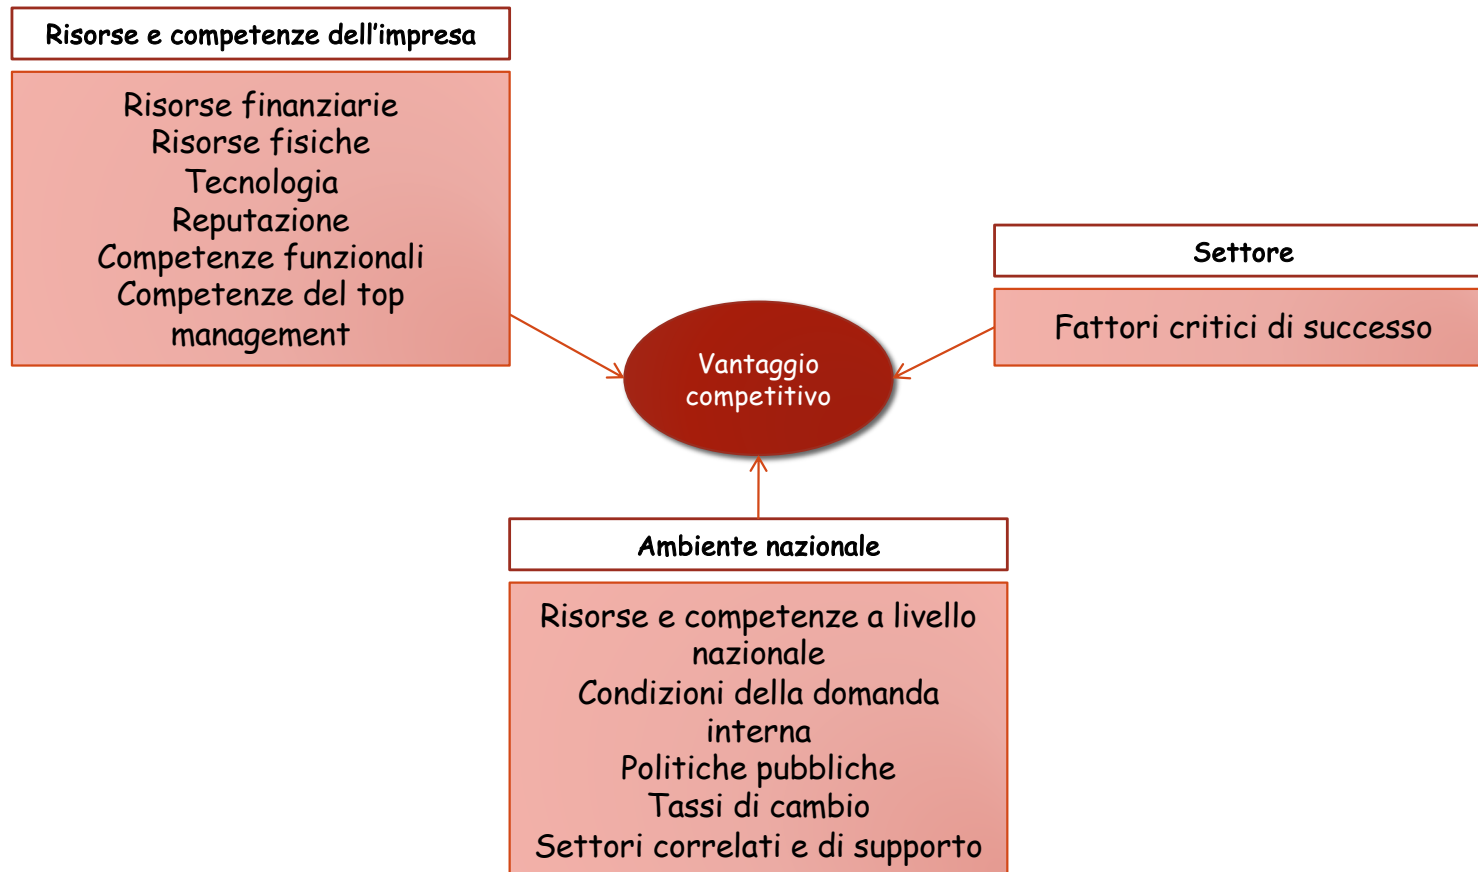 Risorse e competenze dell'impresa
Risorse finanziarie
Risorse fisiche
Tecnologia
Reputazione
Competenze funzionali
Competenze del top
management
Settore
Fattori critici di successo
Vantaggio
competitivo
Ambiente nazionale
Risorse e competenze a livello
nazionale
Condizioni della domanda
interna
Politiche pubbliche
Tassi di cambio
Settori correlati e di supporto